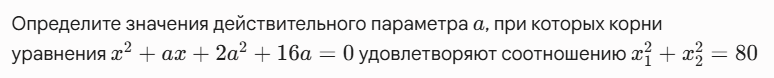 Определите значения действительного параметра a, при которых корни
уравнения x² + ax + 2a² + 16a = 0 удовлетворяют соотношению x₁² + x₂² = 80